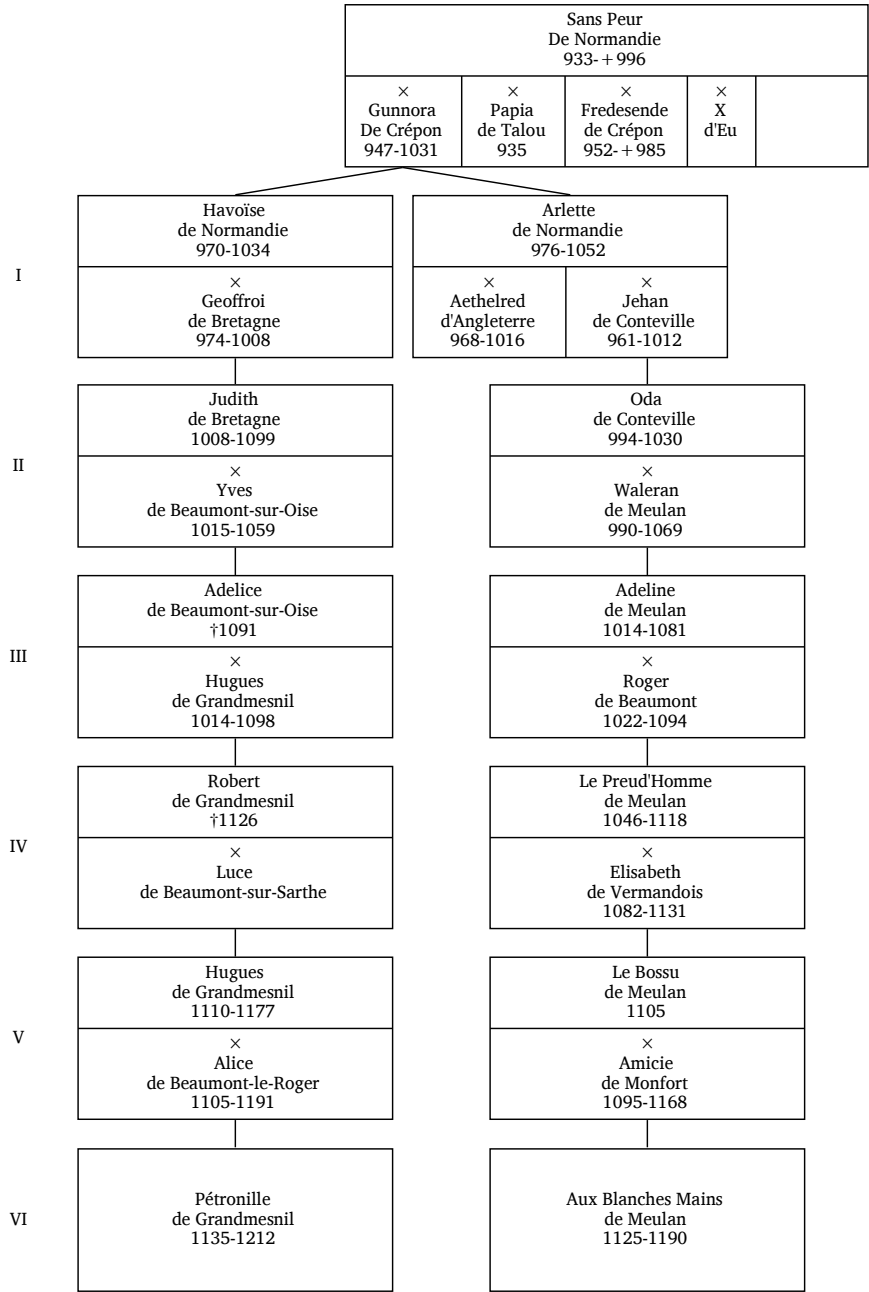 Sans Peur
De Normandie
933-+996
×
Gunnora
De Crépon
947-1031
×
Papia
de Talou
935
×
Fredesende
de Crépon
952-+985
×
X
d'Eu
I
Havoïse
de Normandie
970-1034
×
Geoffroi
de Bretagne
974-1008
Arlette
de Normandie
976-1052
×
Aethelred
d'Angleterre
968-1016
×
Jehan
de Conteville
961-1012
II
Judith
de Bretagne
1008-1099
×
Yves
de Beaumont-sur-Oise
1015-1059
Oda
de Conteville
994-1030
×
Waleran
de Meulan
990-1069
III
Adelice
de Beaumont-sur-Oise
†1091
×
Hugues
de Grandmesnil
1014-1098
Adeline
de Meulan
1014-1081
×
Roger
de Beaumont
1022-1094
IV
Robert
de Grandmesnil
†1126
×
Luce
de Beaumont-sur-Sarthe
Le Preud'Homme
de Meulan
1046-1118
×
Elisabeth
de Vermandois
1082-1131
V
Hugues
de Grandmesnil
1110-1177
×
Alice
de Beaumont-le-Roger
1105-1191
Le Bossu
de Meulan
1105
×
Amicie
de Monfort
1095-1168
VI
Pétronille
de Grandmesnil
1135-1212
Aux Blanches Mains
de Meulan
1125-1190